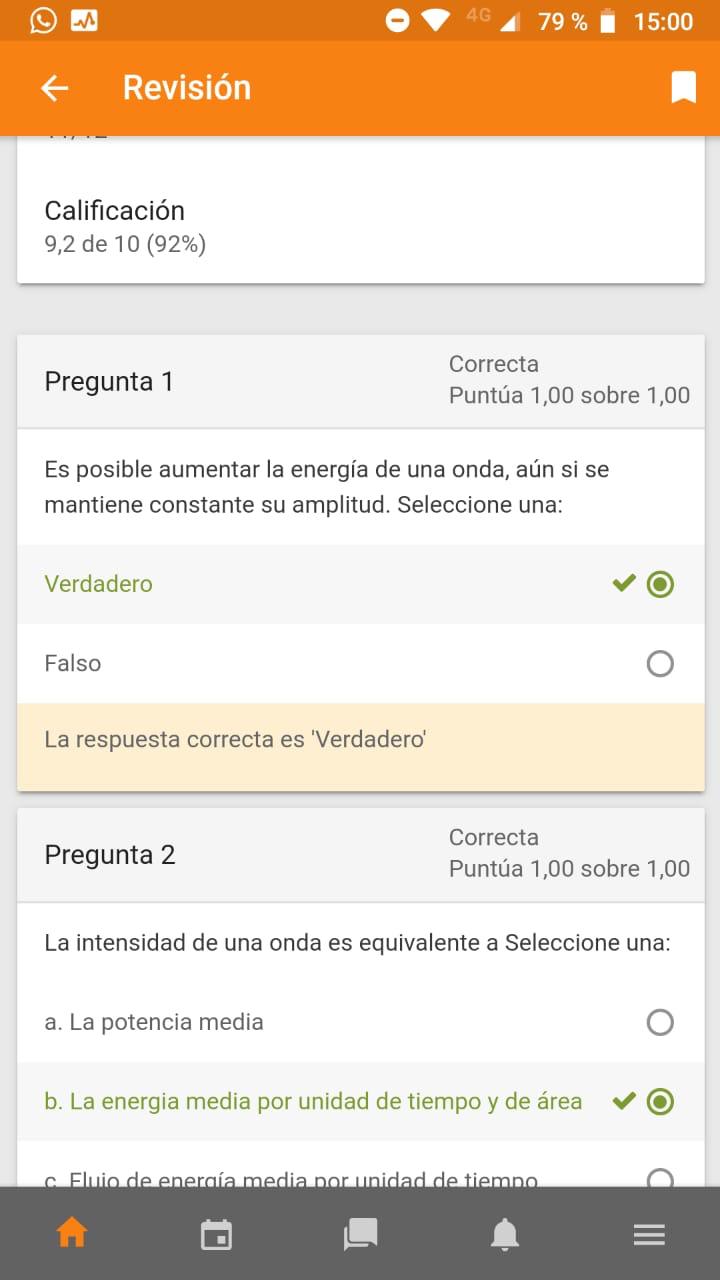 4G 79 % 15:00
Revisión
Calificación
9,2 de 10 (92%)
Pregunta 1
Correcta
Puntúa 1,00 sobre 1,00
Es posible aumentar la energía de una onda, aún si se
mantiene constante su amplitud. Seleccione una:
Verdadero
Falso
La respuesta correcta es 'Verdadero'
Pregunta 2
Correcta
Puntúa 1,00 sobre 1,00
La intensidad de una onda es equivalente a Seleccione una:
a. La potencia media
b. La energia media por unidad de tiempo y de área
c. Flujo de energía media por unidad de tiempo